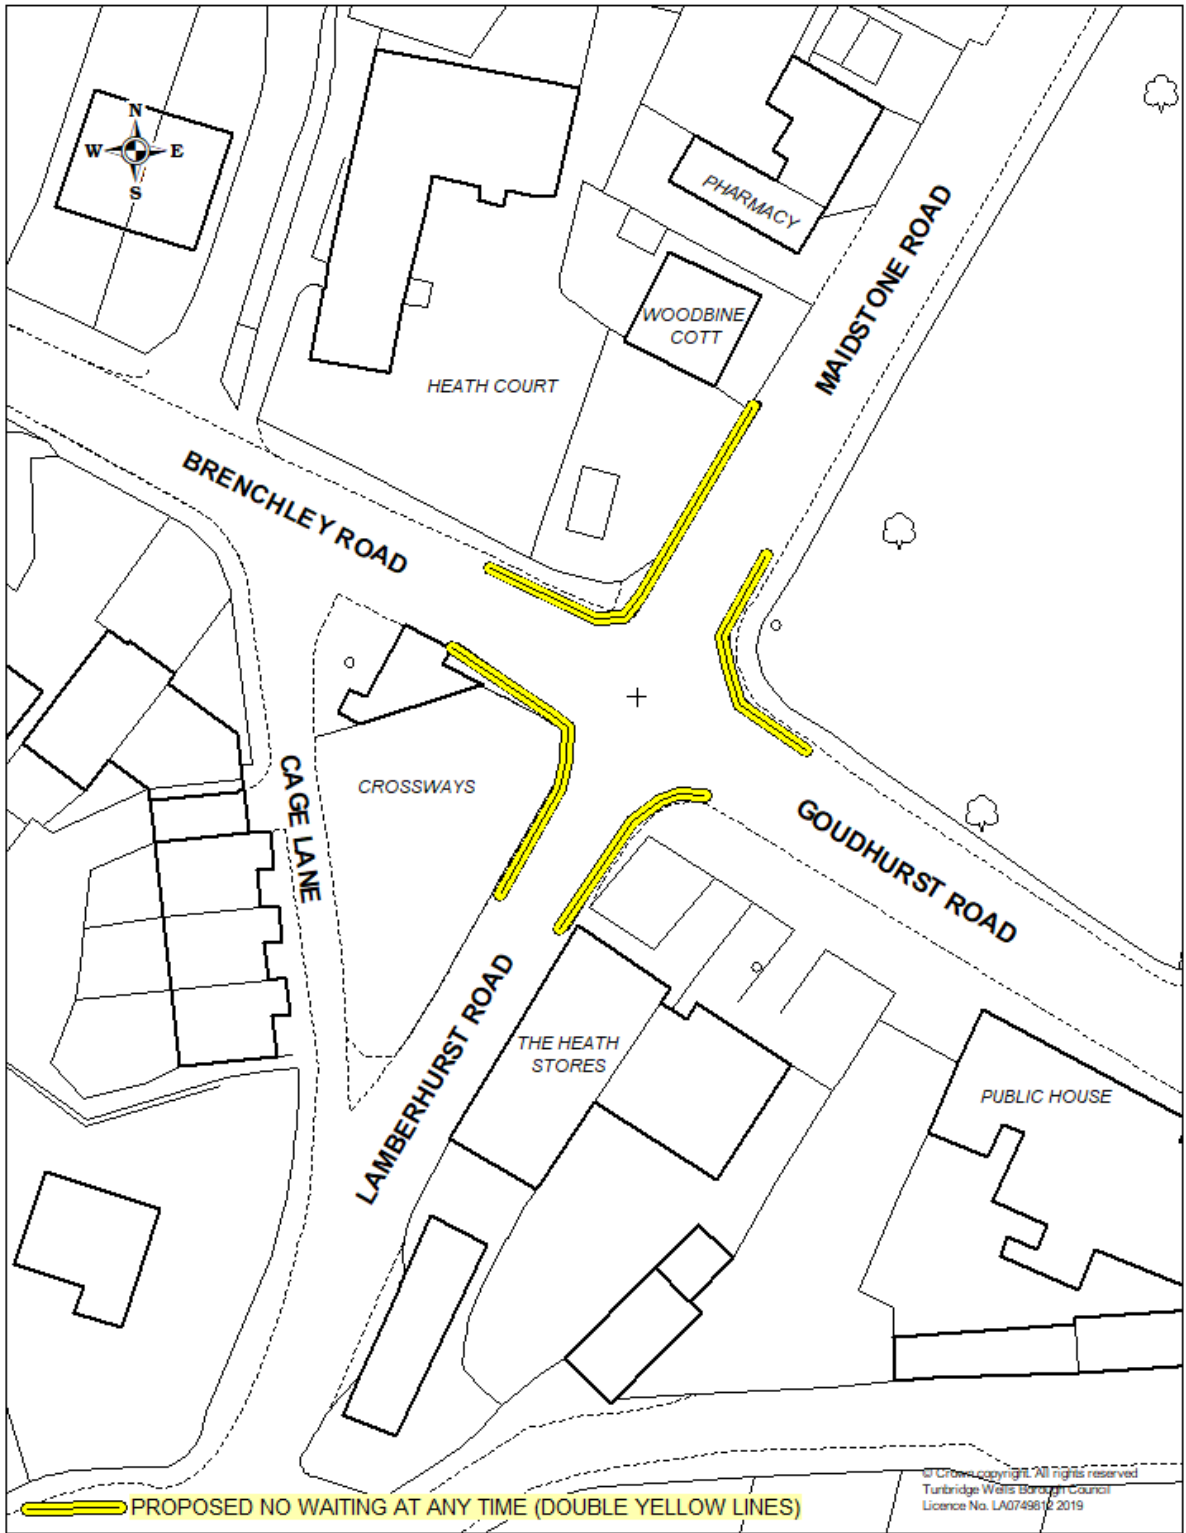 N
W E
S
PHARMACY
MAIDSTONE ROAD
WOODBINE
COTT
HEATH COURT
BRENCHLEY ROAD
CROSSWAYS
CAGE LANE
GOUDHURST ROAD
LAMBERHURST ROAD
THE HEATH
STORES
PUBLIC HOUSE
PROPOSED NO WAITING AT ANY TIME (DOUBLE YELLOW LINES)
© Crown copyright. All rights reserved
Tunbridge Wells Borough Council
Licence No. LA0749812 2019